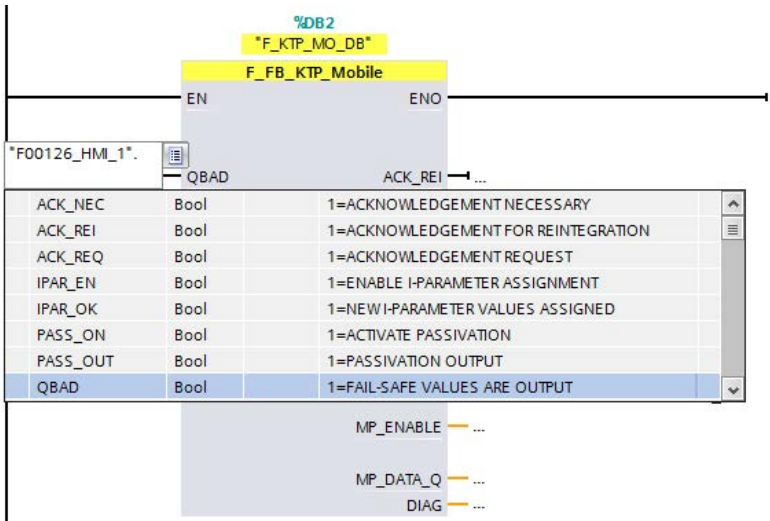 %DB2
"F_KTP_MO_DB"
F_FB_KTP_Mobile
EN ENO
"F00126_HMI_1".
QBAD ACK_REI ...
ACK_NEC Bool 1=ACKNOWLEDGEMENT NECESSARY
ACK_REI Bool 1=ACKNOWLEDGEMENT FOR REINTEGRATION
ACK_REQ Bool 1=ACKNOWLEDGEMENT REQUEST
IPAR_EN Bool 1=ENABLE I-PARAMETER ASSIGNMENT
IPAR_OK Bool 1=NEW I-PARAMETER VALUES ASSIGNED
PASS_ON Bool 1=ACTIVATE PASSIVATION
PASS_OUT Bool 1=PASSIVATION OUTPUT
QBAD Bool 1=FAIL-SAFE VALUES ARE OUTPUT
MP_ENABLE ...
MP_DATA_Q ...
DIAG ...